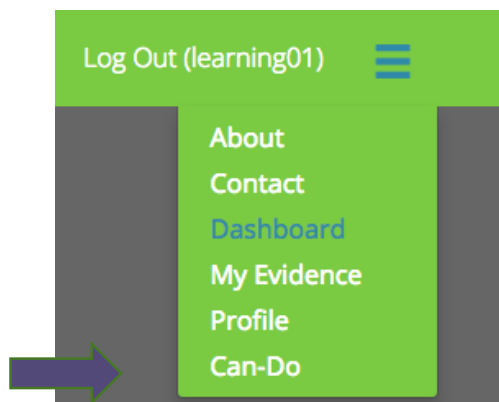 Log Out (learning01)
About
Contact
Dashboard
My Evidence
Profile
Can-Do